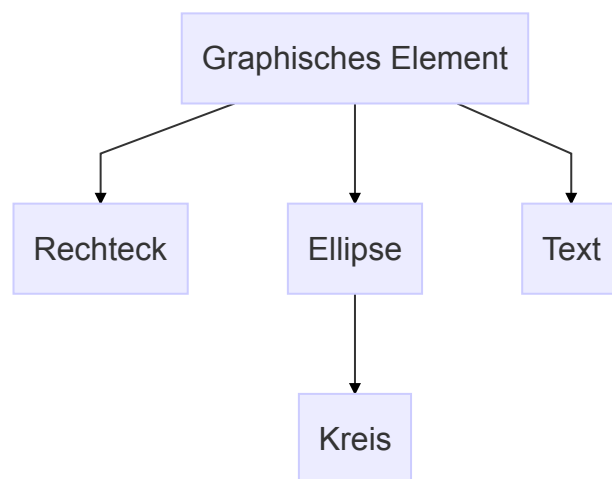 Graphisches Element
Rechteck
Ellipse
Text
Kreis